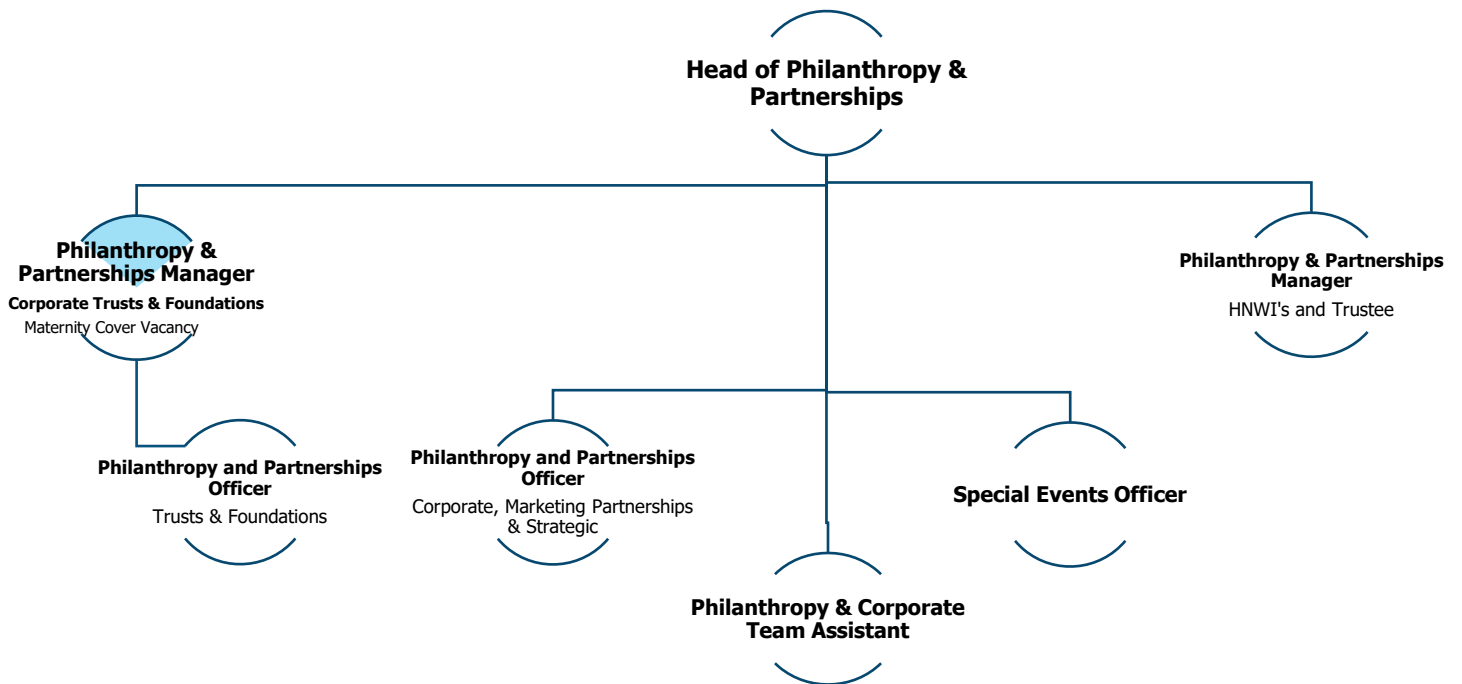 Head of Philanthropy &
Partnerships
Philanthropy &
Partnerships Manager
Corporate Trusts & Foundations
Maternity Cover Vacancy
Philanthropy & Partnerships
Manager
HNWI's and Trustee
Philanthropy and Partnerships
Officer
Trusts & Foundations
Philanthropy and Partnerships
Officer
Corporate, Marketing Partnerships
& Strategic
Special Events Officer
Philanthropy & Corporate
Team Assistant